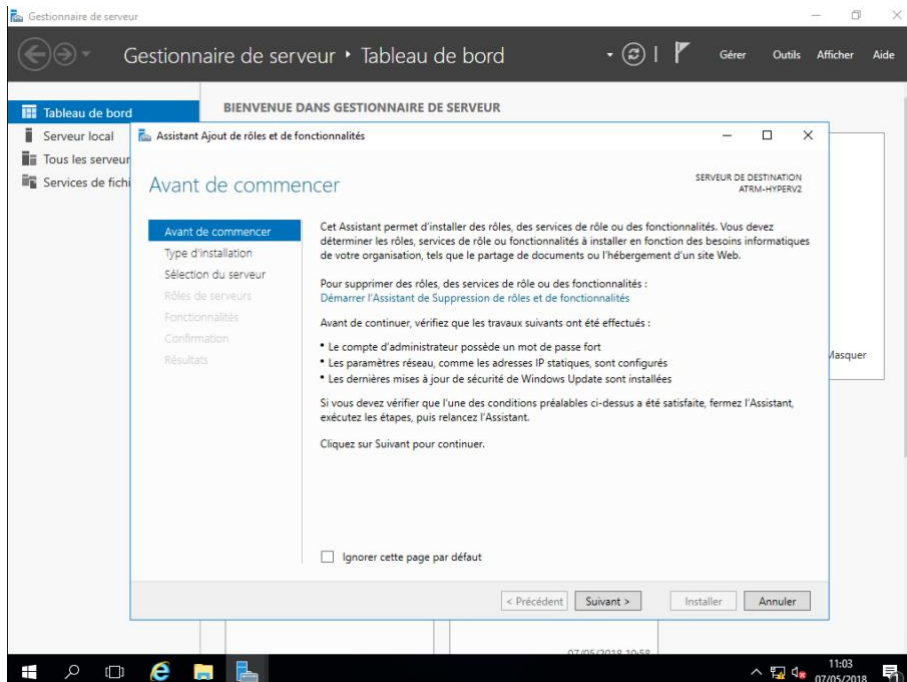 Gestionnaire de serveur
Gestionnaire de serveur ‣ Tableau de bord
Gérer Outils Afficher Aide
Tableau de bord
Serveur local
Tous les serveur
Services de fichi
BIENVENUE DANS GESTIONNAIRE DE SERVEUR
Assistant Ajout de rôles et de fonctionnalités
Avant de commencer
SERVEUR DE DESTINATION
ATRM-HYPERV2
Avant de commencer
Type d'installation
Sélection du serveur
Rôles de serveurs
Fonctionnalités
Confirmation
Résultats
Cet Assistant permet d'installer des rôles, des services de rôle ou des fonctionnalités. Vous devez
déterminer les rôles, services de rôle ou fonctionnalités à installer en fonction des besoins informatiques
de votre organisation, tels que le partage de documents ou l'hébergement d'un site Web.
Pour supprimer des rôles, des services de rôle ou des fonctionnalités :
Démarrer l'Assistant de Suppression de rôles et de fonctionnalités
Avant de continuer, vérifiez que les travaux suivants ont été effectués :
• Le compte d'administrateur possède un mot de passe fort
• Les paramètres réseau, comme les adresses IP statiques, sont configurés
• Les dernières mises à jour de sécurité de Windows Update sont installées
Si vous devez vérifier que l'une des conditions préalables ci-dessus a été satisfaite, fermez l'Assistant,
exécutez les étapes, puis relancez l'Assistant.
Cliquez sur Suivant pour continuer.
Ignorer cette page par défaut
< Précédent Suivant > Installer Annuler
Masquer
07/05/2018 10:58
11:03
07/05/2018
1